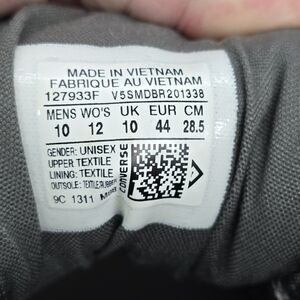 MADE IN VIETNAM
FABRIQUE AU VIETNAM
127933F V5SMDBR201338
MENS WO'S UK EUR CM
10 12 10 44 28.5
GENDER: UNISEX
UPPER: TEXTILE
LINING: TEXTILE
OUTSOLE: TEXTILE/RUBBER
9C 1311
CONVERSE